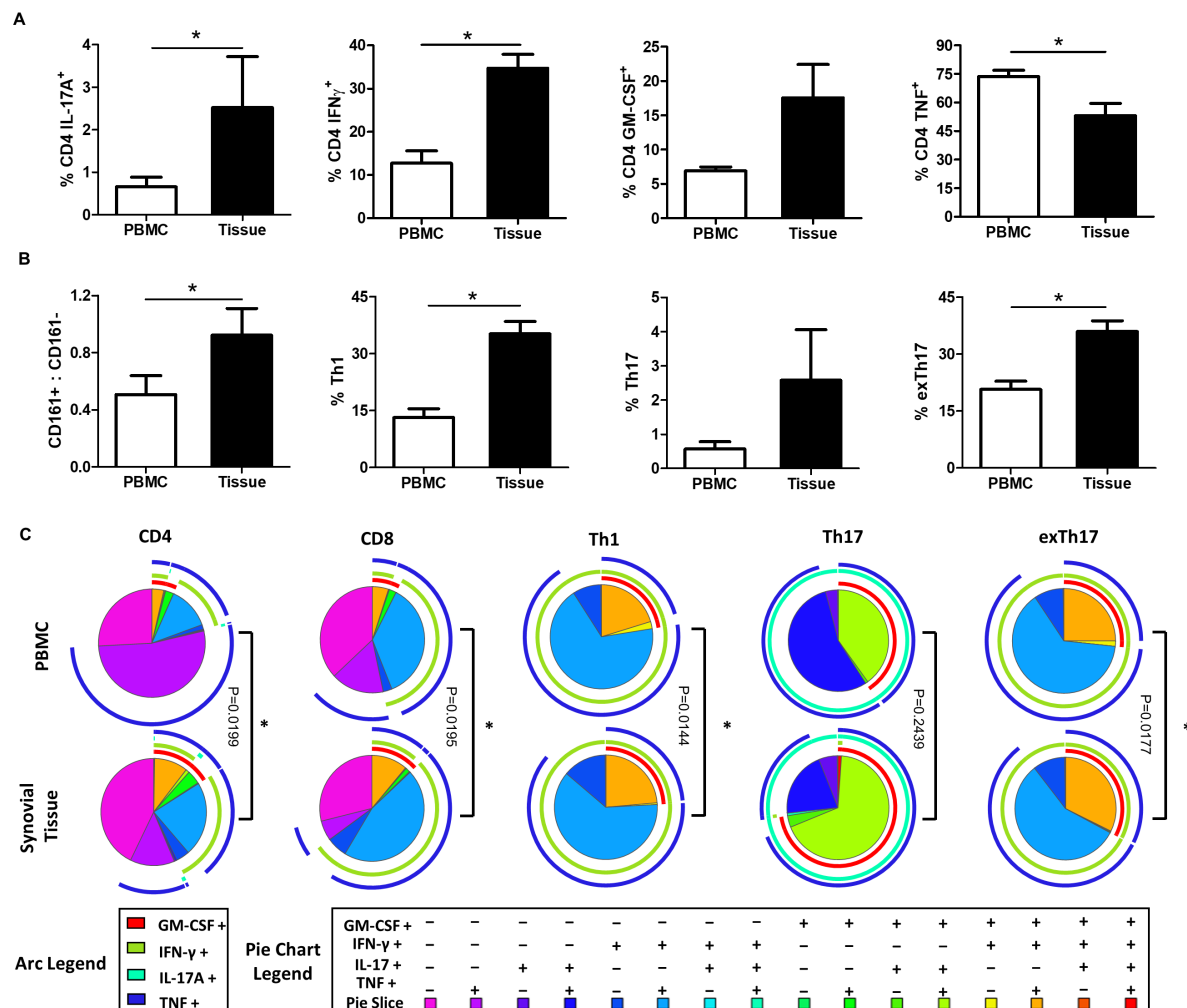 A
% CD4 IL-17A+
4
3
2
1
0
*
PBMC
Tissue
% CD4 IFNγ+
40
30
20
10
0
*
PBMC
Tissue
% CD4 GM-CSF+
25
20
15
10
5
0
PBMC
Tissue
% CD4 TNF+
90
75
60
45
30
15
0
*
PBMC
Tissue
B
CD161+ : CD161-
1.2
0.8
0.4
0.0
*
PBMC
Tissue
% Th1
45
30
15
0
*
PBMC
Tissue
% Th17
5
4
3
2
1
0
PBMC
Tissue
% exTh17
45
30
15
0
*
PBMC
Tissue
C
CD4
CD8
Th1
Th17
exTh17
PBMC
P=0.0199
*
P=0.0195
*
P=0.0144
*
P=0.2439
P=0.0177
*
Synovial
Tissue
Arc Legend
GM-CSF +
IFN-γ +
IL-17A +
TNF +
Pie Chart
Legend
GM-CSF + – – – – – – – – + + + + + + + +
IFN-γ + – – – – + + + + – – – – + + + +
IL-17 + – – + + – – + + – – + + – – + +
TNF + – + – + – + – + – + – + – + – +
Pie Slice